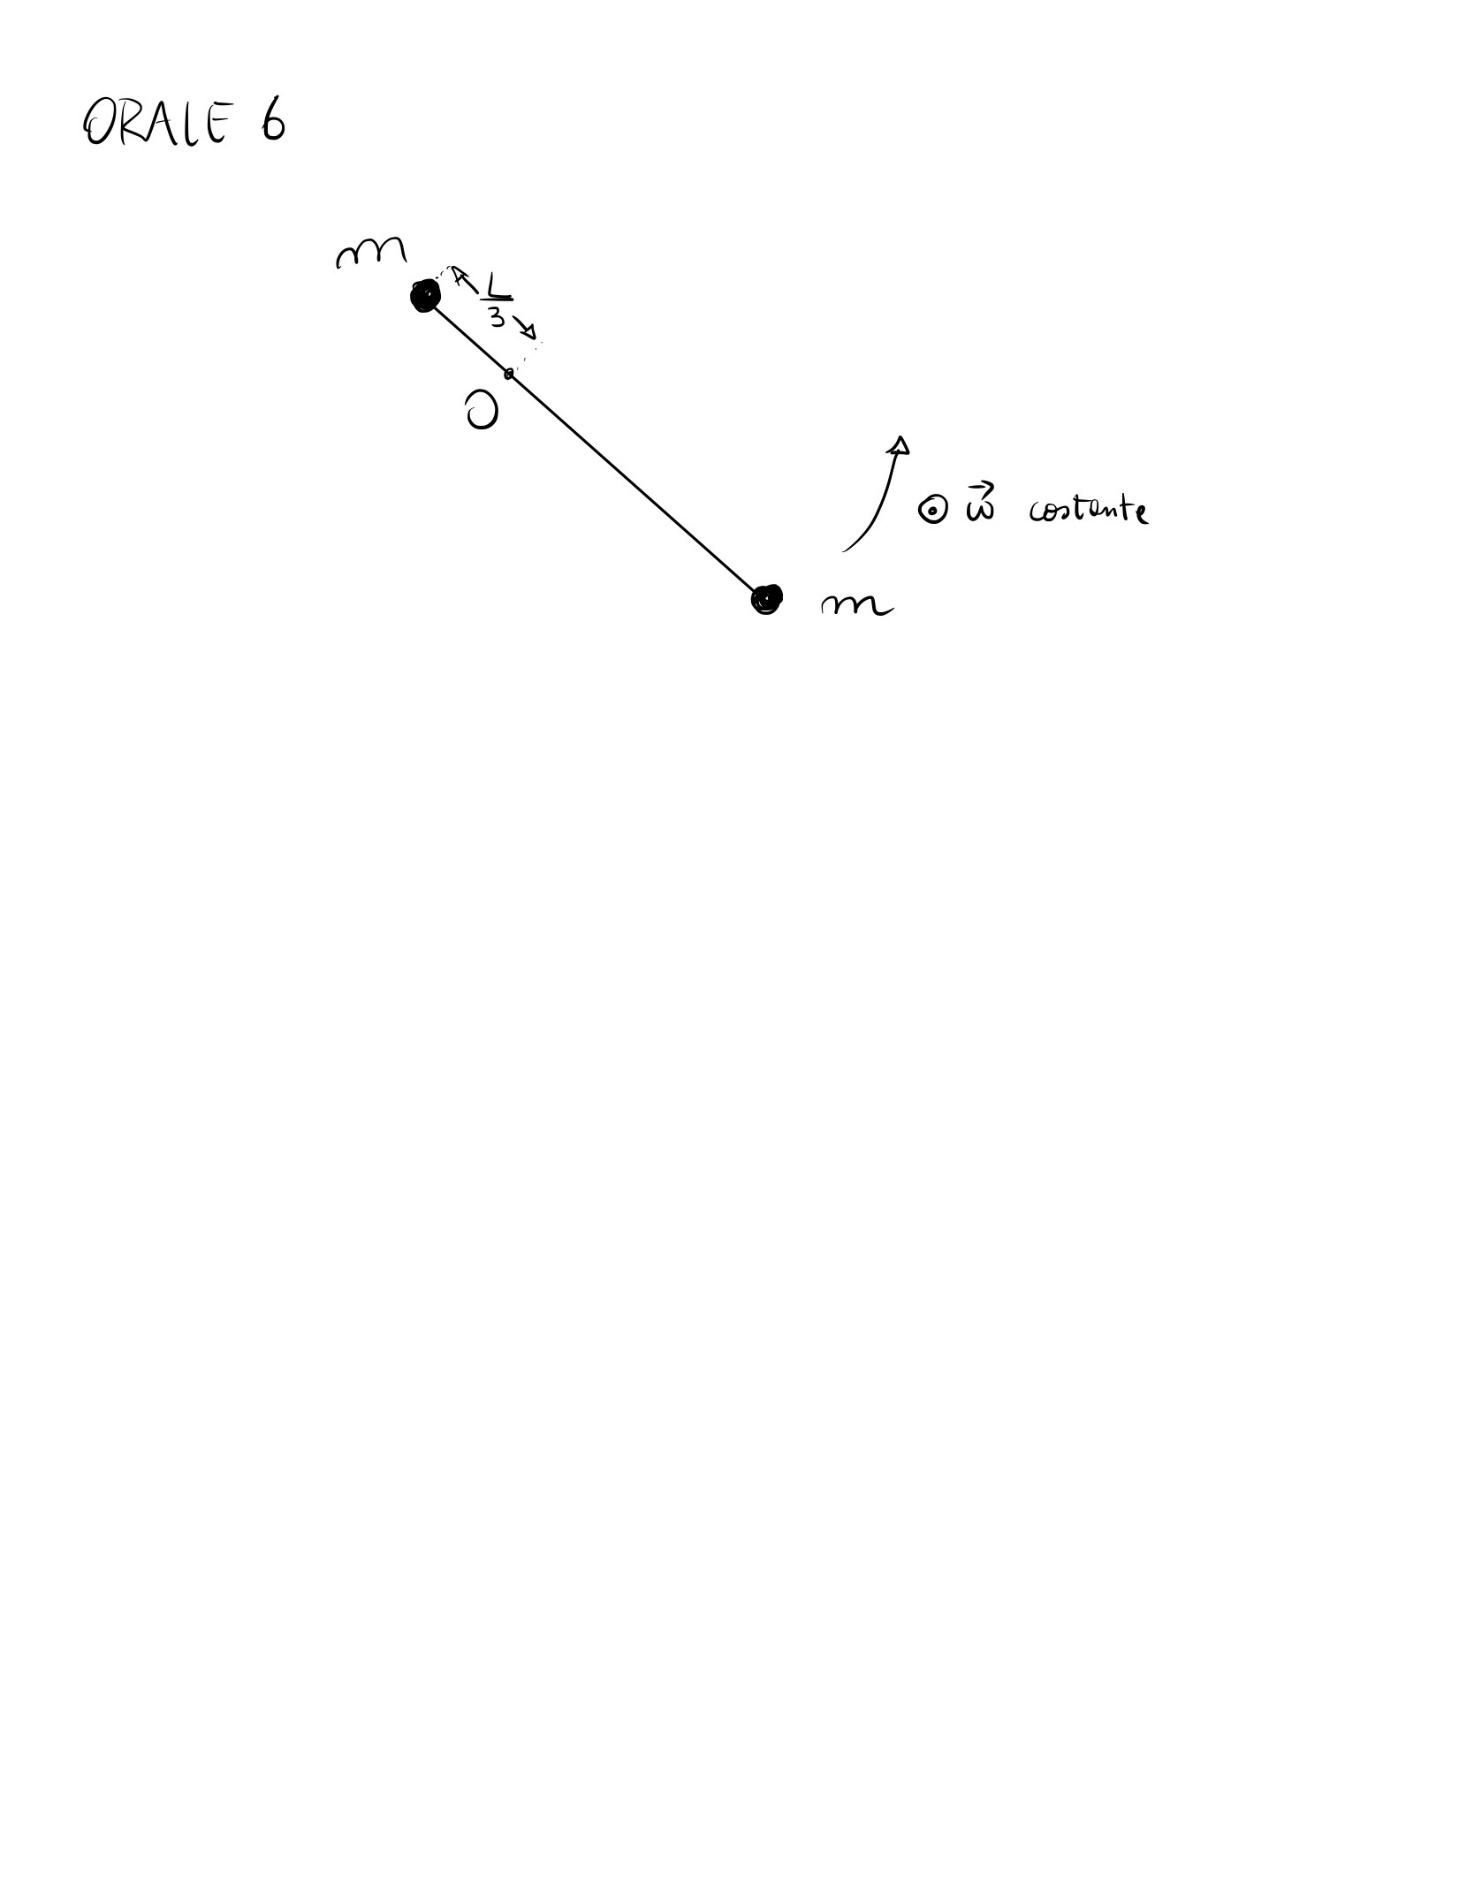 ORALE 6
m
L/3
O
⊙ ω⃗ costante
m